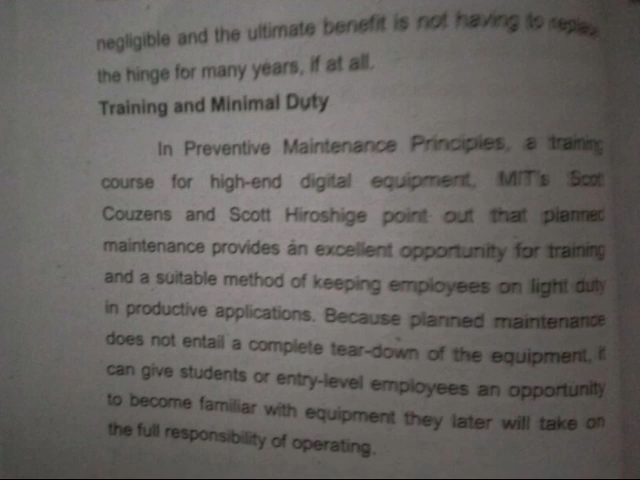 negligible and the ultimate benefit is not having to replace
the hinge for many years, if at all.
Training and Minimal Duty
In Preventive Maintenance Principles, a training
course for high-end digital equipment, MIT's Scott
Couzens and Scott Hiroshige point out that planned
maintenance provides an excellent opportunity for training
and a suitable method of keeping employees on light duty
in productive applications. Because planned maintenance
does not entail a complete tear-down of the equipment, it
can give students or entry-level employees an opportunity
to become familiar with equipment they later will take on
the full responsibility of operating.